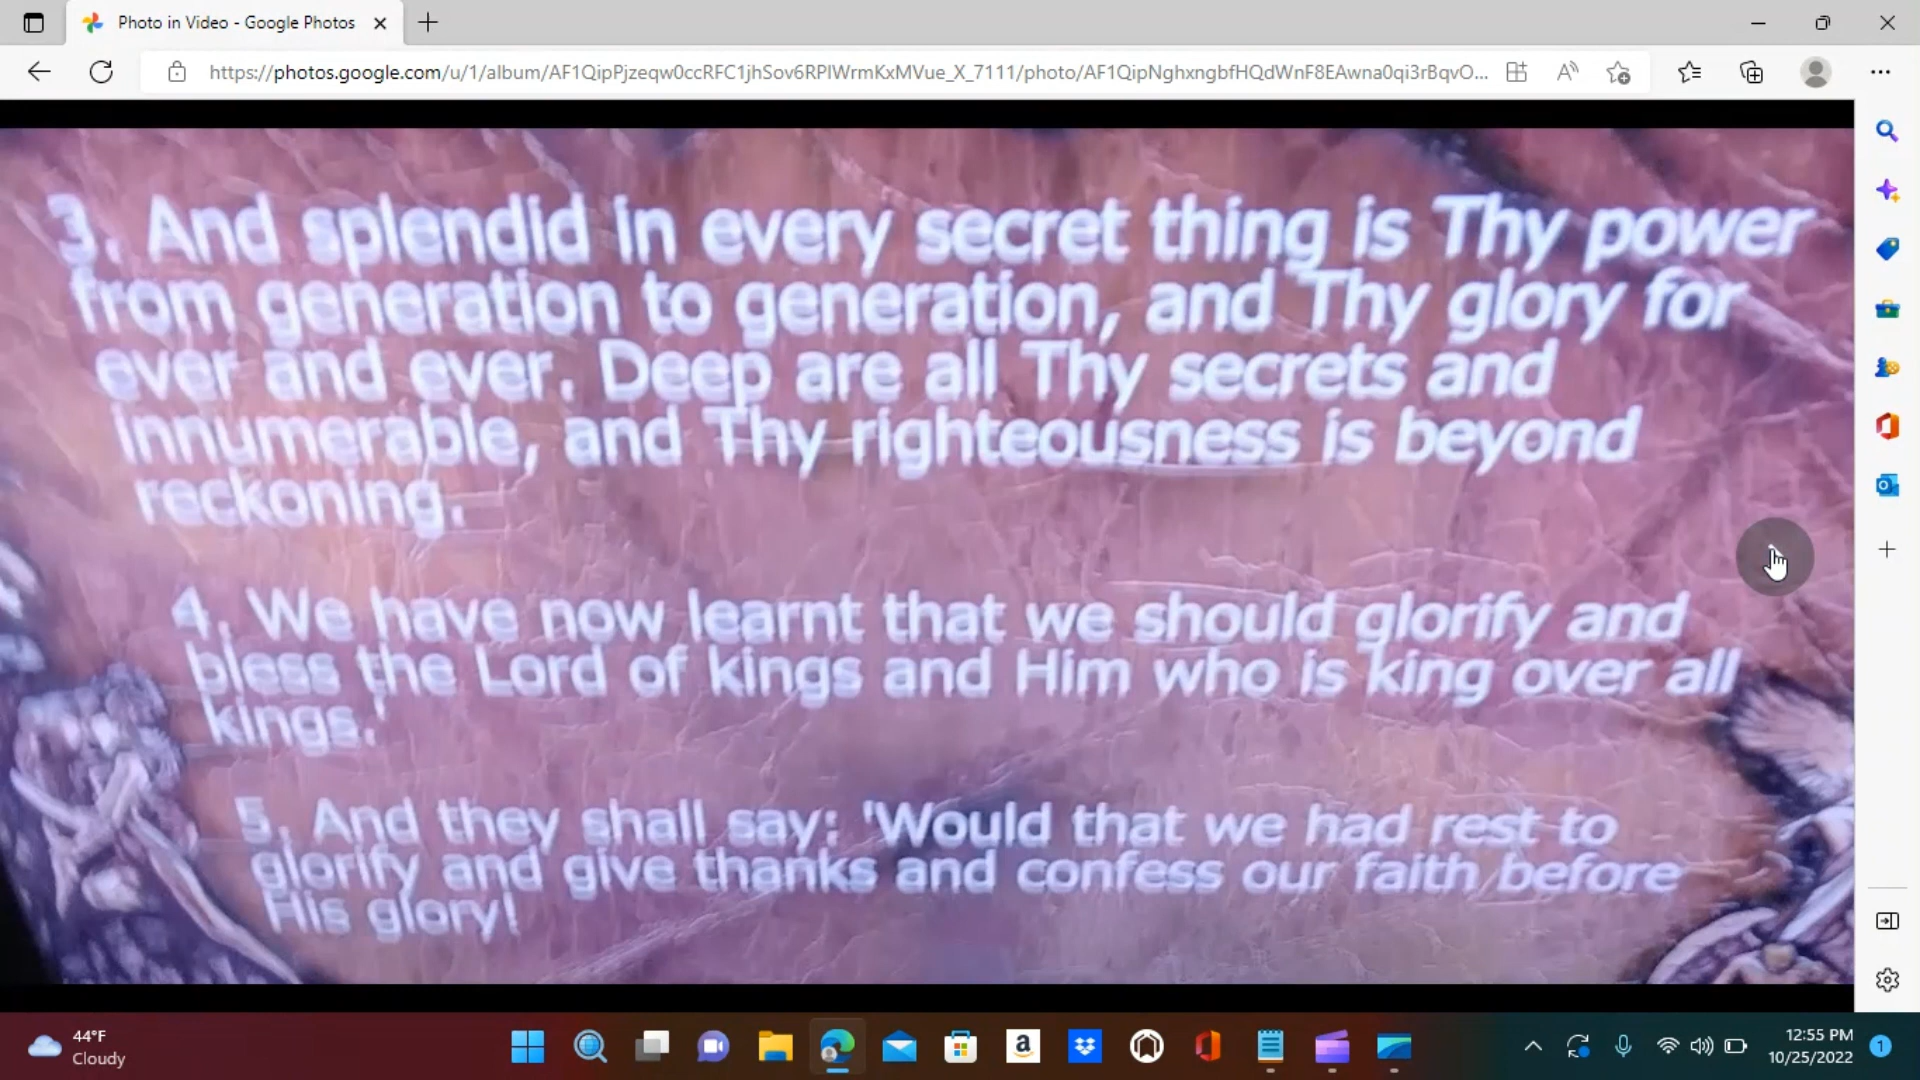 Photo in Video - Google Photos
https://photos.google.com/u/1/album/AF1QipPjzeqw0ccRFC1jhSov6RPlWrmKxMVue_X_7111/photo/AF1QipNghxngbfHQdWnF8EAwna0qi3rBqvO...
3. And splendid in every secret thing is Thy power
from generation to generation, and Thy glory for
ever and ever. Deep are all Thy secrets and
innumerable, and Thy righteousness is beyond
reckoning.
4. We have now learnt that we should glorify and
bless the Lord of kings and Him who is king over all
kings.'
5. And they shall say: 'Would that we had rest to
glorify and give thanks and confess our faith before
His glory!
44°F
Cloudy
12:55 PM
10/25/2022
1